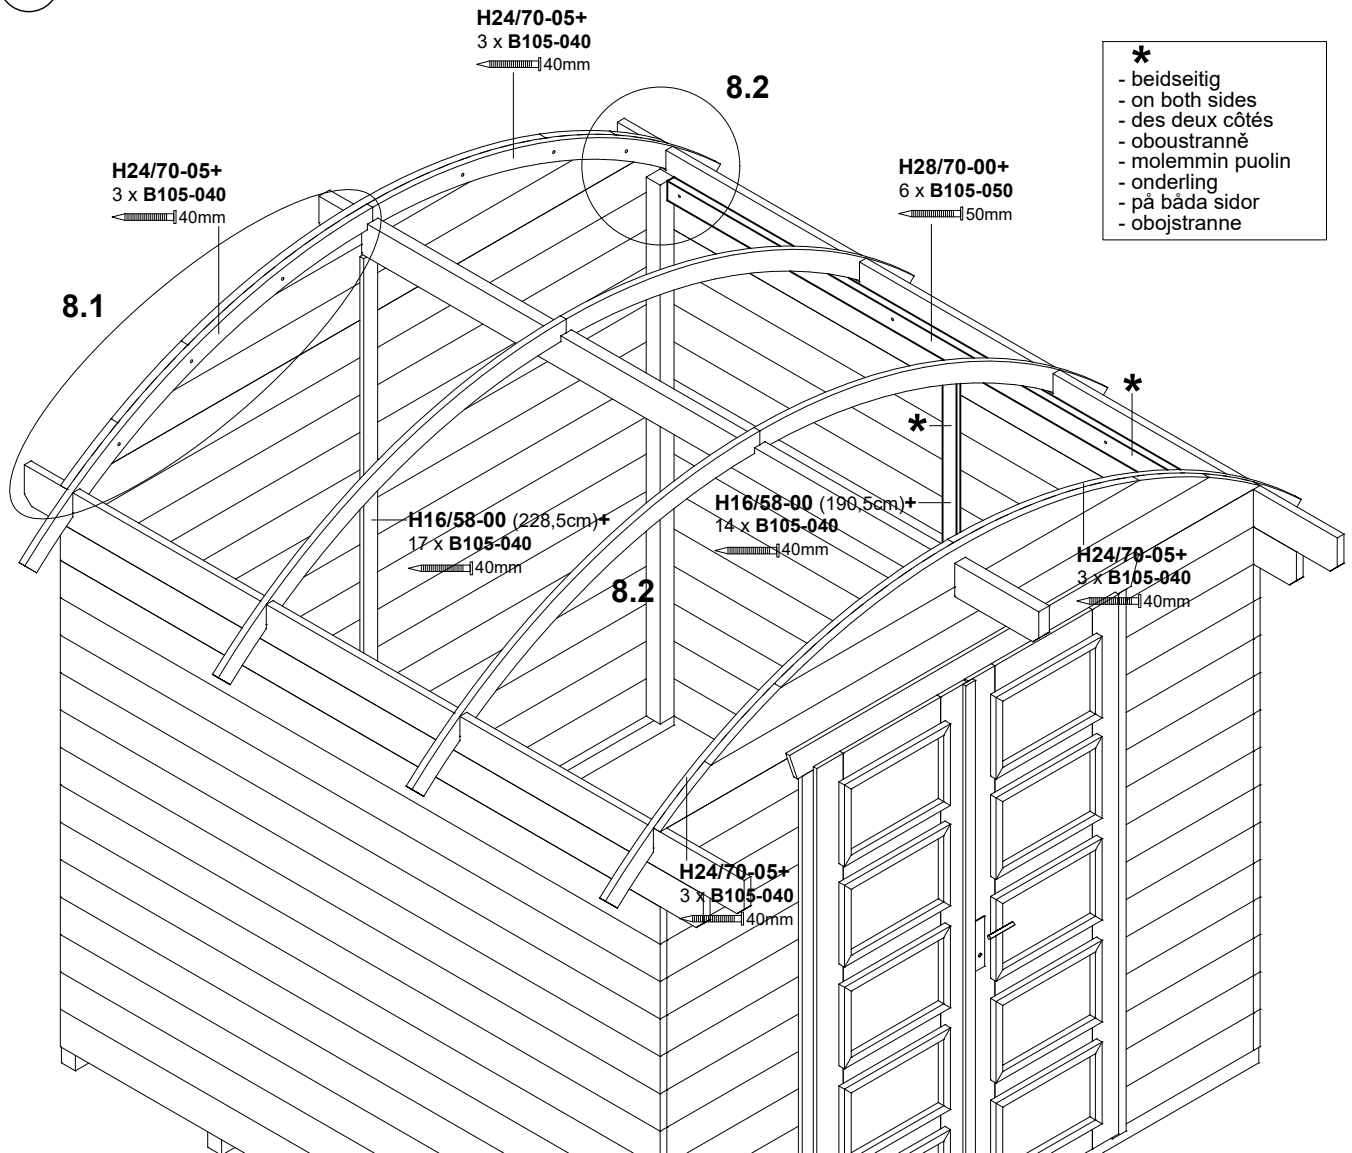 H24/70-05+
3 x B105-040
40mm
8.2
*
- beidseitig
- on both sides
- des deux côtés
- oboustranně
- molemmin puolin
- onderling
- på båda sidor
- obojstranne
H24/70-05+
3 x B105-040
40mm
H28/70-00+
6 x B105-050
50mm
8.1
*
*
H16/58-00 (228,5cm)+
17 x B105-040
40mm
H16/58-00 (190,5cm)+
14 x B105-040
40mm
8.2
H24/70-05+
3 x B105-040
40mm
H24/70-05+
3 x B105-040
40mm